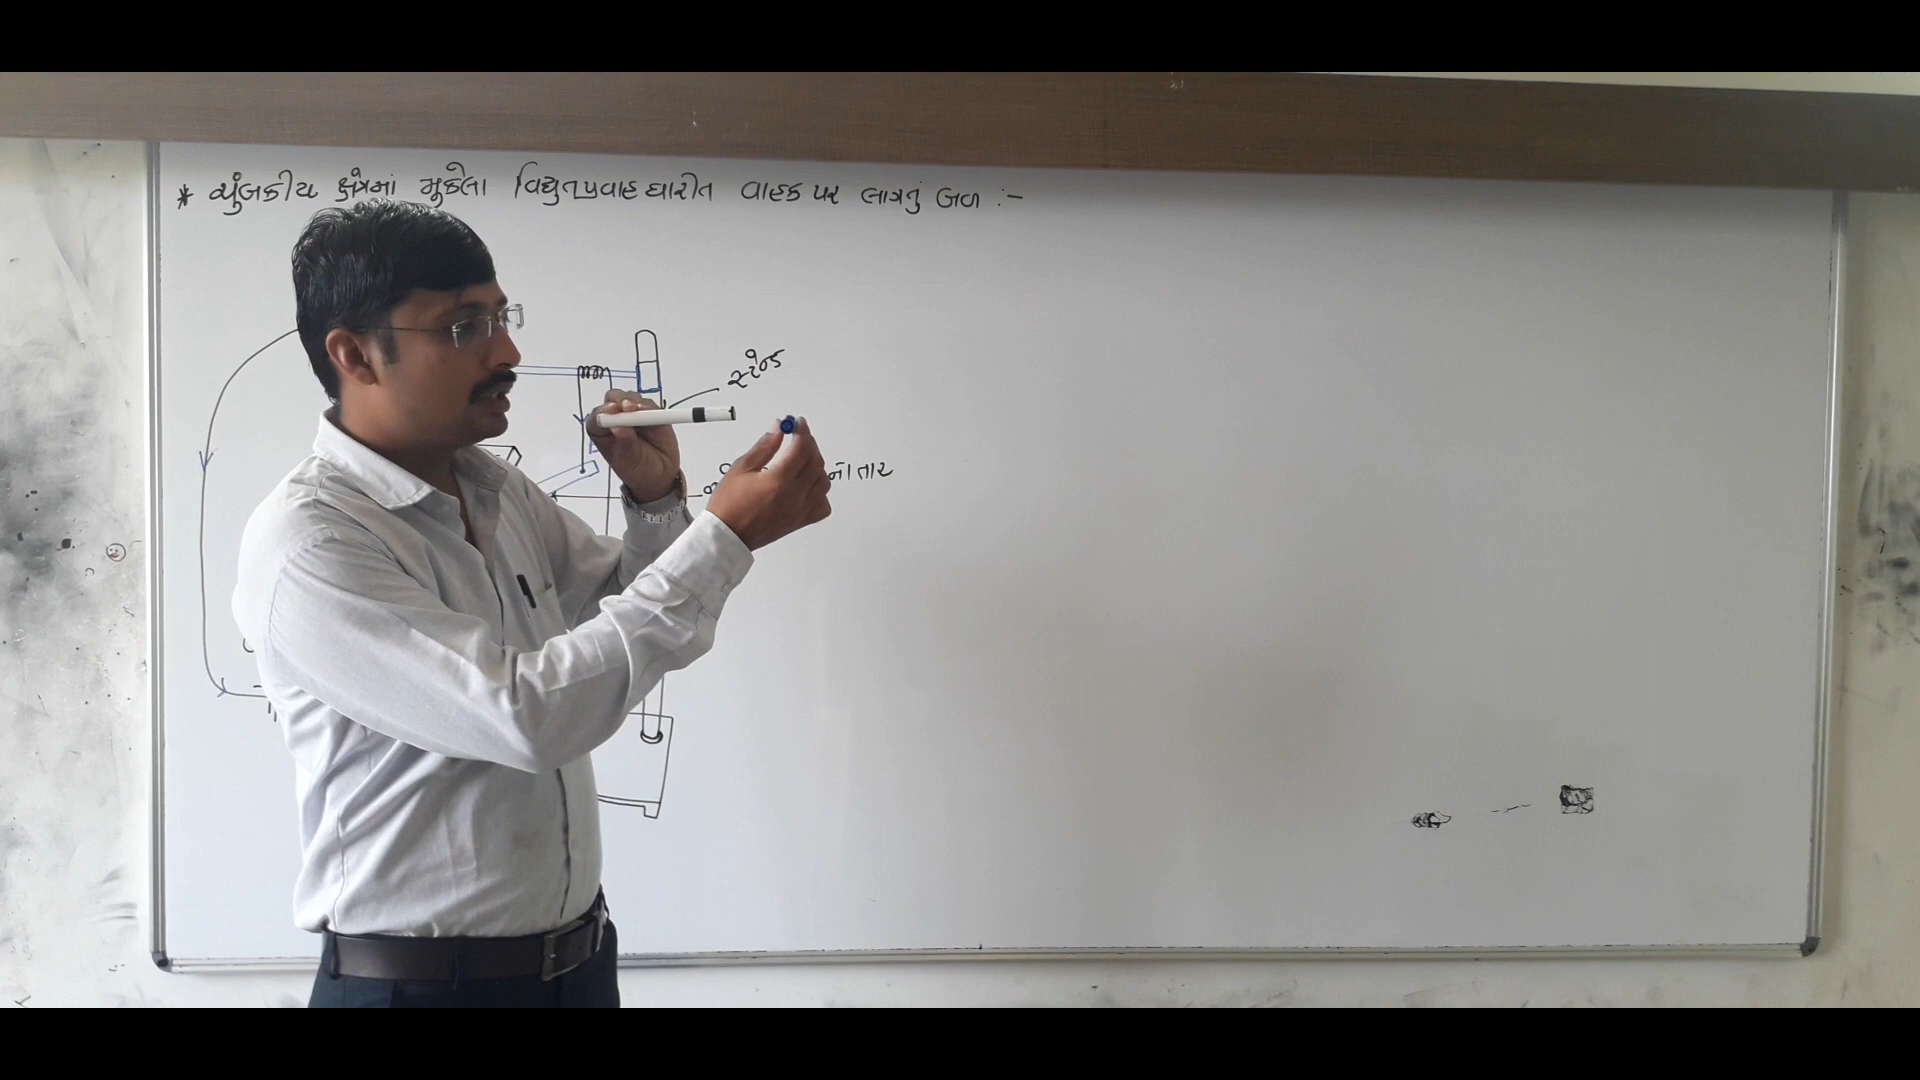 * ચુંબકીય ક્ષેત્રમાં મૂકેલા વિદ્યુતપ્રવાહ ધારીત વાહક પર લાગતું બળ :-
સ્ટેન્ડ
નો તાર